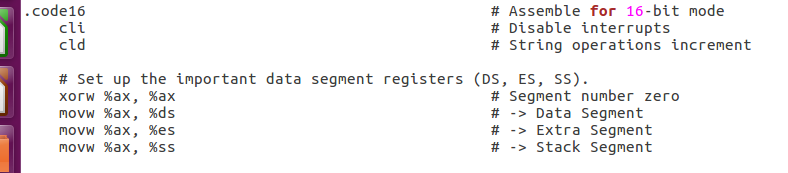 .code16 # Assemble for 16-bit mode
cli # Disable interrupts
cld # String operations increment
# Set up the important data segment registers (DS, ES, SS).
xorw %ax, %ax # Segment number zero
movw %ax, %ds # -> Data Segment
movw %ax, %es # -> Extra Segment
movw %ax, %ss # -> Stack Segment